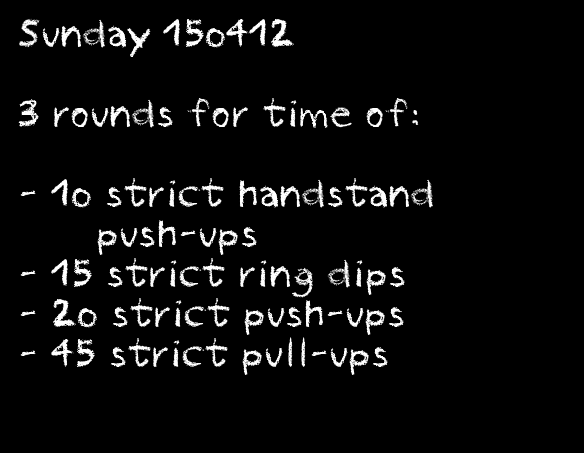 Sunday 150412
3 rounds for time of:
- 10 strict handstand
push-ups
- 15 strict ring dips
- 20 strict push-ups
- 45 strict pull-ups